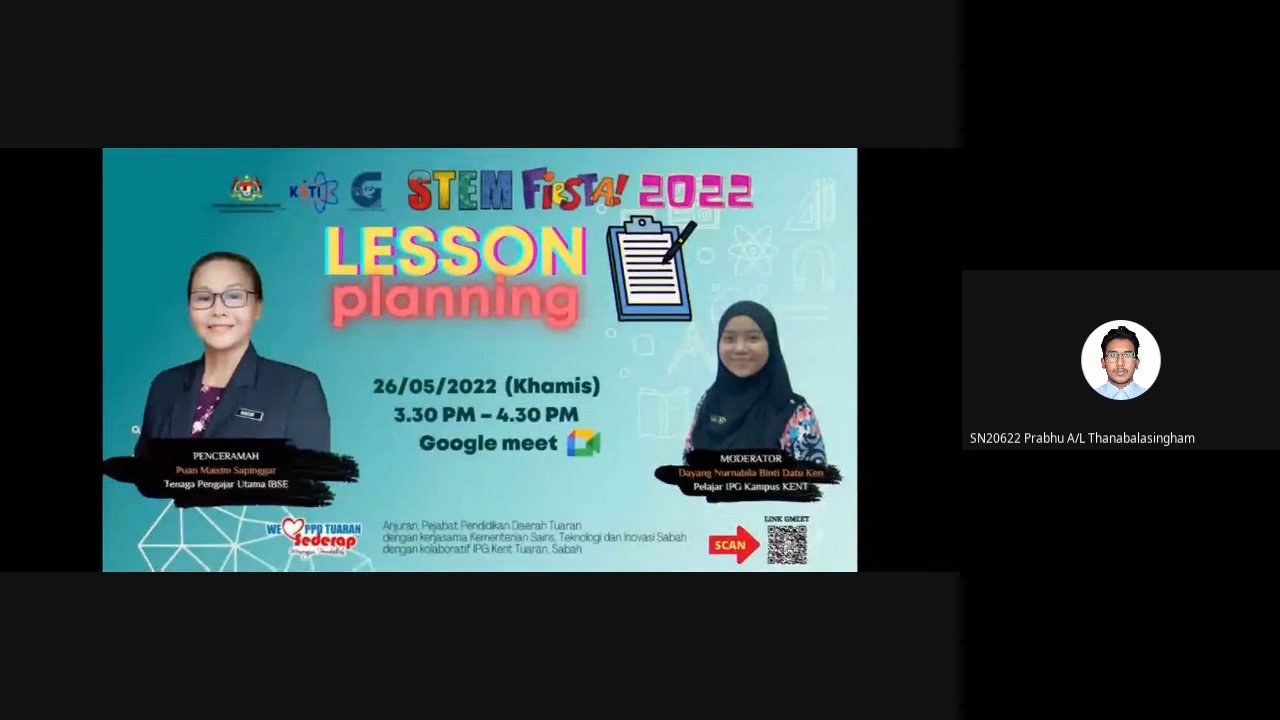 KSTI
STEM FiESTA! 2022
LESSON
planning
26/05/2022 (Khamis)
3.30 PM – 4.30 PM
Google meet
PENCERAMAH
Puan Maisim Sapinggar
Tenaga Pengajar Utama IBSE
MODERATOR
Dayang Nurnabila Binti Datu Ken
Pelajar IPG Kampus KENT
SN20622 Prabhu A/L Thanabalasingham
WE PPD TUARAN
Sederap
Anjuran, Pejabat Pendidikan Daerah Tuaran
dengan kerjasama Kementerian Sains, Teknologi dan Inovasi Sabah
dengan kolaboratif IPG Kent Tuaran, Sabah
SCAN
LINK GMEET